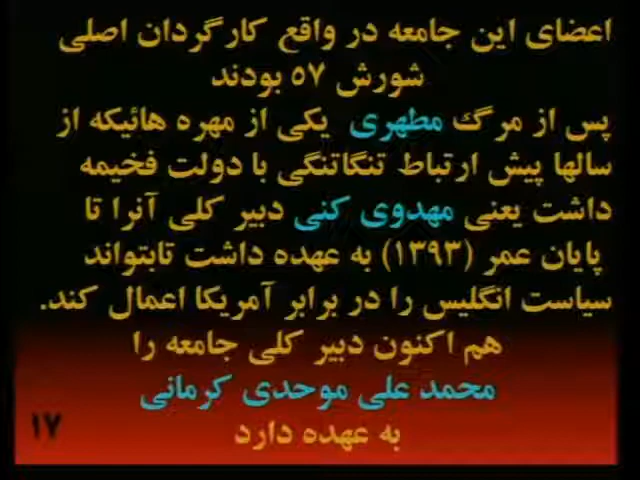 اعضای این جامعه در واقع کارگردان اصلی
شورش ۵۷ بودند
پس از مرگ مطهری یکی از مهره هائیکه از
سالها پیش ارتباط تنگاتنگی با دولت فخیمه
داشت یعنی مهدوی کنی دبیر کلی آنرا تا
پایان عمر (۱۳۹۳) به عهده داشت تابتواند
سیاست انگلیس را در برابر آمریکا اعمال کند.
هم اکنون دبیر کلی جامعه را
محمد علی موحدی کرمانی
به عهده دارد
۱۷